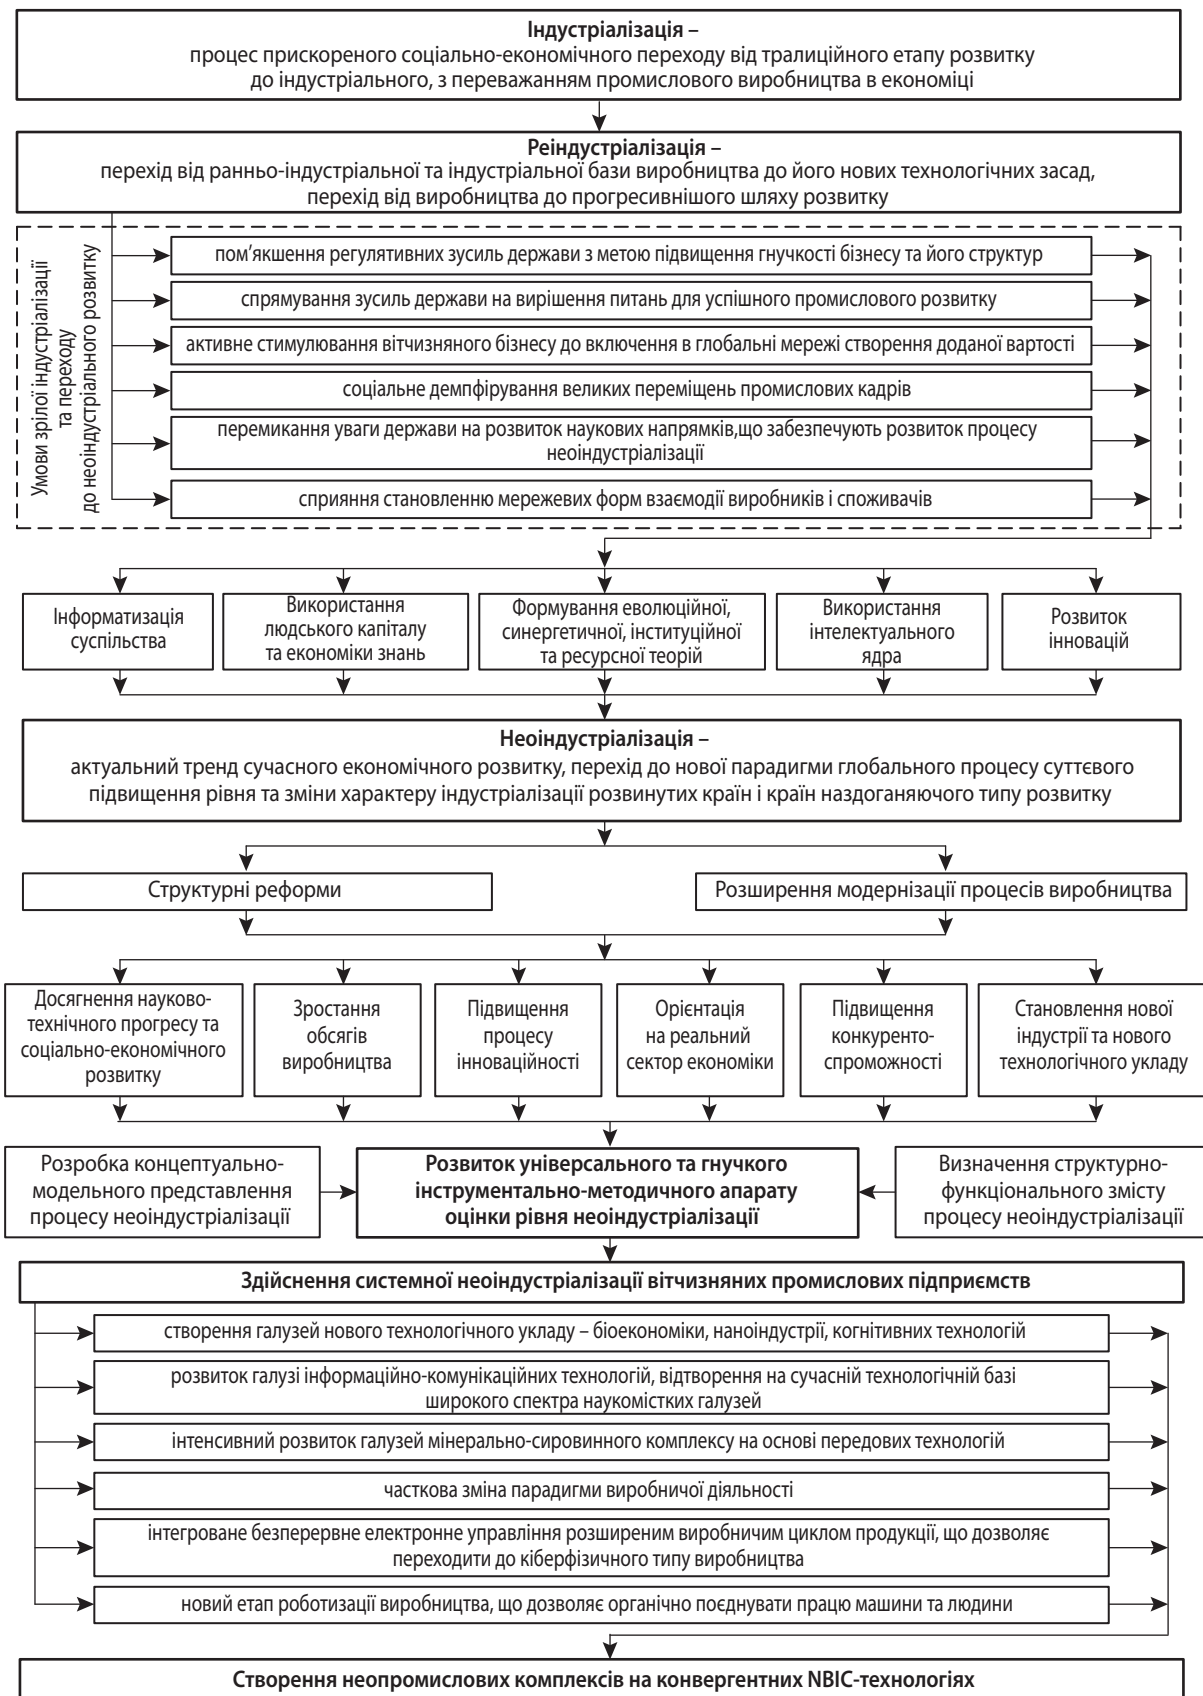 Індустріалізація –
процес прискореного соціально-економічного переходу від тралиційного етапу розвитку
до індустріального, з переважанням промислового виробництва в економіці
Реіндустріалізація –
перехід від ранньо-індустріальної та індустріальної бази виробництва до його нових технологічних засад,
перехід від виробництва до прогресивнішого шляху розвитку
Умови зрілої індустріалізації
та переходу
до неоіндустріального розвитку
пом’якшення регулятивних зусиль держави з метою підвищення гнучкості бізнесу та його структур
спрямування зусиль держави на вирішення питань для успішного промислового розвитку
активне стимулювання вітчизняного бізнесу до включення в глобальні мережі створення доданої вартості
соціальне демпфірування великих переміщень промислових кадрів
перемикання уваги держави на розвиток наукових напрямків,що забезпечують розвиток процесу
неоіндустріалізації
сприяння становленню мережевих форм взаємодії виробників і споживачів
Інформатизація
суспільства
Використання
людського капіталу
та економіки знань
Формування еволюційної,
синергетичної, інституційної
та ресурсної теорій
Використання
інтелектуального
ядра
Розвиток
інновацій
Неоіндустріалізація –
актуальний тренд сучасного економічного розвитку, перехід до нової парадигми глобального процесу суттєвого
підвищення рівня та зміни характеру індустріалізації розвинутих країн і країн наздоганяючого типу розвитку
Структурні реформи
Розширення модернізації процесів виробництва
Досягнення науково-
технічного прогресу та
соціально-економічного
розвитку
Зростання
обсягів
виробництва
Підвищення
процесу
інноваційності
Орієнтація
на реальний
сектор економіки
Підвищення
конкуренто-
спроможності
Становлення нової
індустрії та нового
технологічного укладу
Розробка концептуально-
модельного представлення
процесу неоіндустріалізації
Розвиток універсального та гнучкого
інструментально-методичного апарату
оцінки рівня неоіндустріалізації
Визначення структурно-
функціонального змісту
процесу неоіндустріалізації
Здійснення системної неоіндустріалізації вітчизняних промислових підприємств
створення галузей нового технологічного укладу – біоекономіки, наноіндустрії, когнітивних технологій
розвиток галузі інформаційно-комунікаційних технологій, відтворення на сучасній технологічній базі
широкого спектра наукомістких галузей
інтенсивний розвиток галузей мінерально-сировинного комплексу на основі передових технологій
часткова зміна парадигми виробничої діяльності
інтегроване безперервне електронне управління розширеним виробничим циклом продукції, що дозволяє
переходити до кіберфізичного типу виробництва
новий етап роботизації виробництва, що дозволяє органічно поєднувати працю машини та людини
Створення неопромислових комплексів на конвергентних NBIC-технологіях